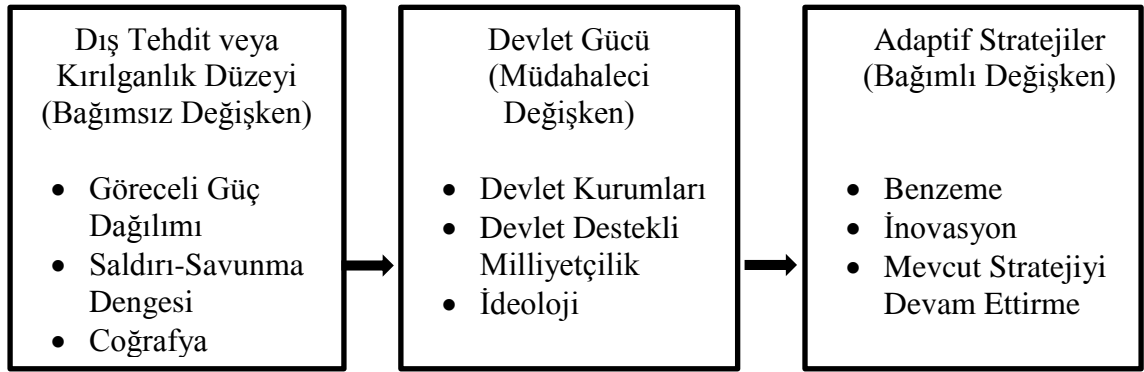 Dış Tehdit veya
Kırılganlık Düzeyi
(Bağımsız Değişken)
• Göreceli Güç
Dağılımı
• Saldırı-Savunma
Dengesi
• Coğrafya
Devlet Gücü
(Müdahaleci
Değişken)
• Devlet Kurumları
• Devlet Destekli
Milliyetçilik
• İdeoloji
Adaptif Stratejiler
(Bağımlı Değişken)
• Benzeme
• İnovasyon
• Mevcut Stratejiyi
Devam Ettirme